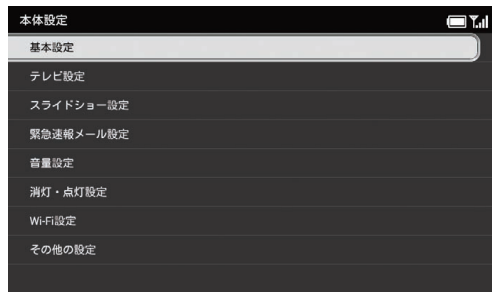 本体設定
基本設定
テレビ設定
スライドショー設定
緊急速報メール設定
音量設定
消灯・点灯設定
Wi-Fi設定
その他の設定